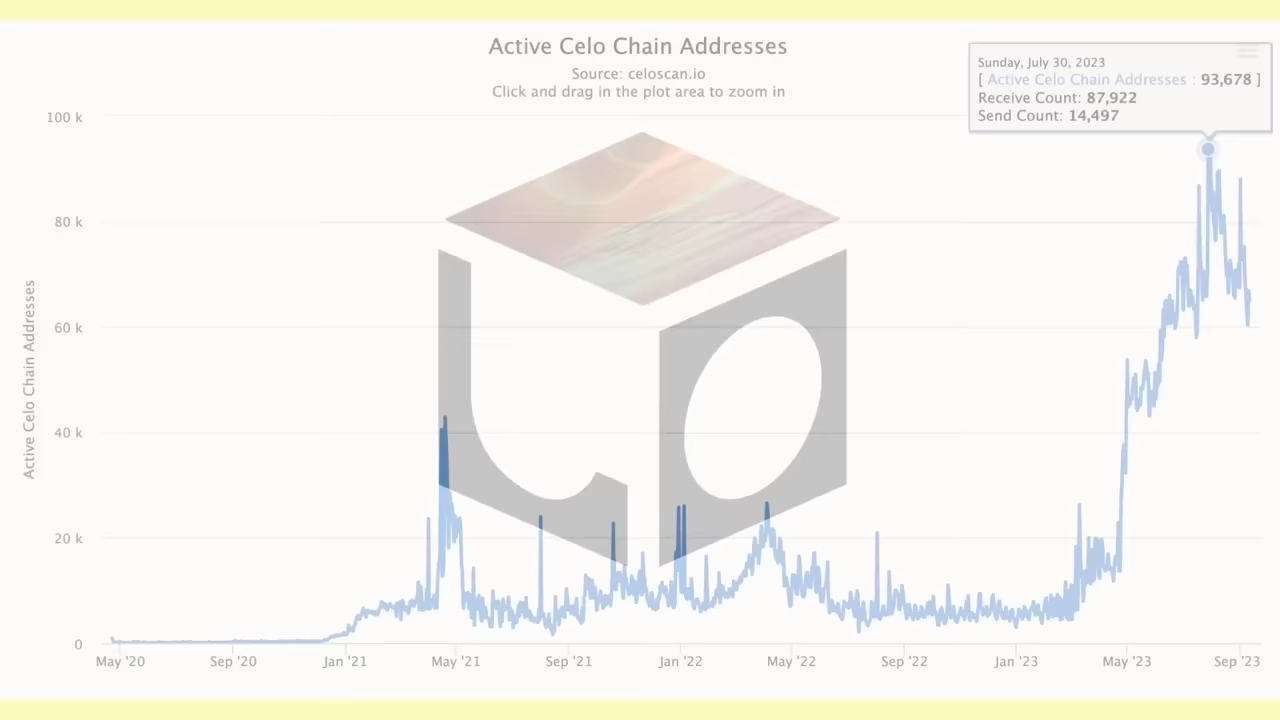 Active Celo Chain Addresses
Source: celoscan.io
Click and drag in the plot area to zoom in
Sunday, July 30, 2023
[ Active Celo Chain Addresses : 93,678 ]
Receive Count: 87,922
Send Count: 14,497
Active Celo Chain Addresses
100 k
80 k
60 k
40 k
20 k
0
May '20
Sep '20
Jan '21
May '21
Sep '21
Jan '22
May '22
Sep '22
Jan '23
May '23
Sep '23